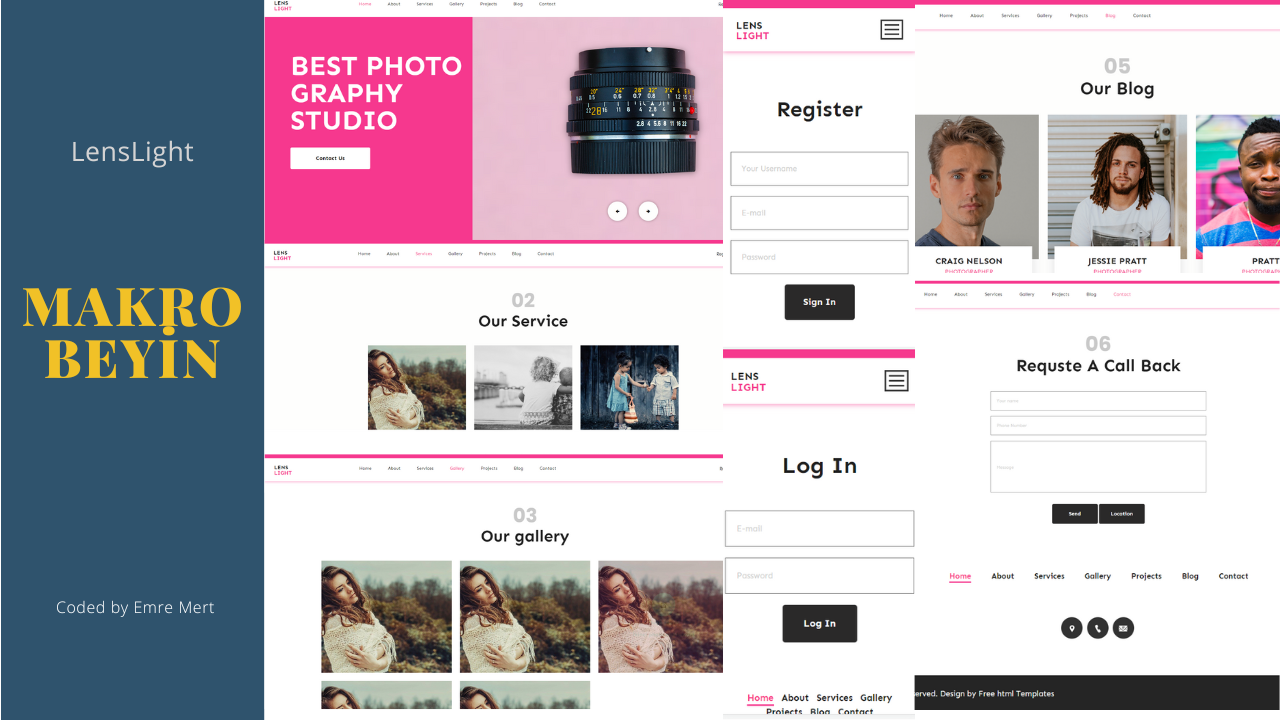 LensLight
MAKRO
BEYİN
Coded by Emre Mert
LENS
LIGHT
Home About Services Gallery Projects Blog Contact
BEST PHOTO
GRAPHY
STUDIO
Contact Us
LENS
LIGHT
Home About Services Gallery Projects Blog Contact
02
Our Service
LENS
LIGHT
Home About Services Gallery Projects Blog Contact
03
Our gallery
LENS
LIGHT
Register
Your Username
E-mail
Password
Sign In
LENS
LIGHT
Log In
E-mail
Password
Log In
Home About Services Gallery
Projects Blog Contact
Home About Services Gallery Projects Blog Contact
05
Our Blog
CRAIG NELSON
PHOTOGRAPHER
JESSIE PRATT
PHOTOGRAPHER
PRATT
Home About Services Gallery Projects Blog Contact
06
Requste A Call Back
Your name
Phone Number
Message
Send Location
Home About Services Gallery Projects Blog Contact
erved. Design by Free html Templates